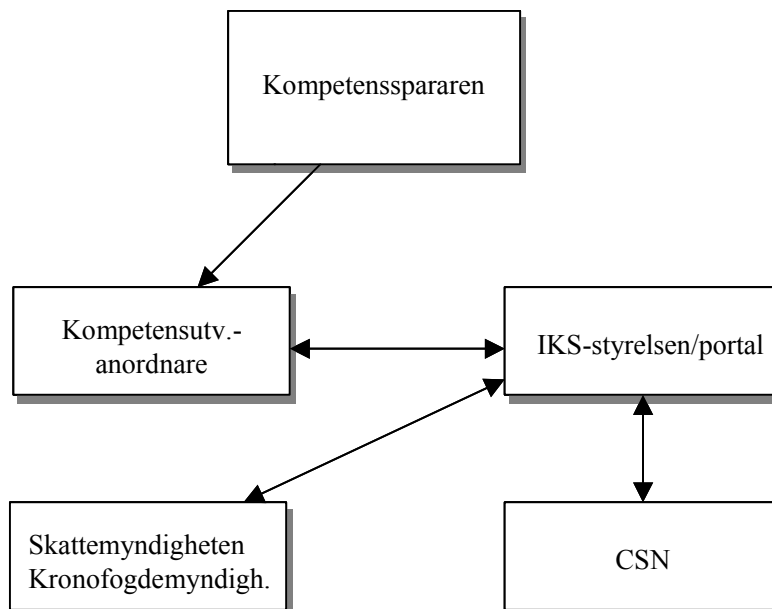 Kompetensspararen
Kompetensutv.-
anordnare
IKS-styrelsen/portal
Skattemyndigheten
Kronofogdemyndigh.
CSN